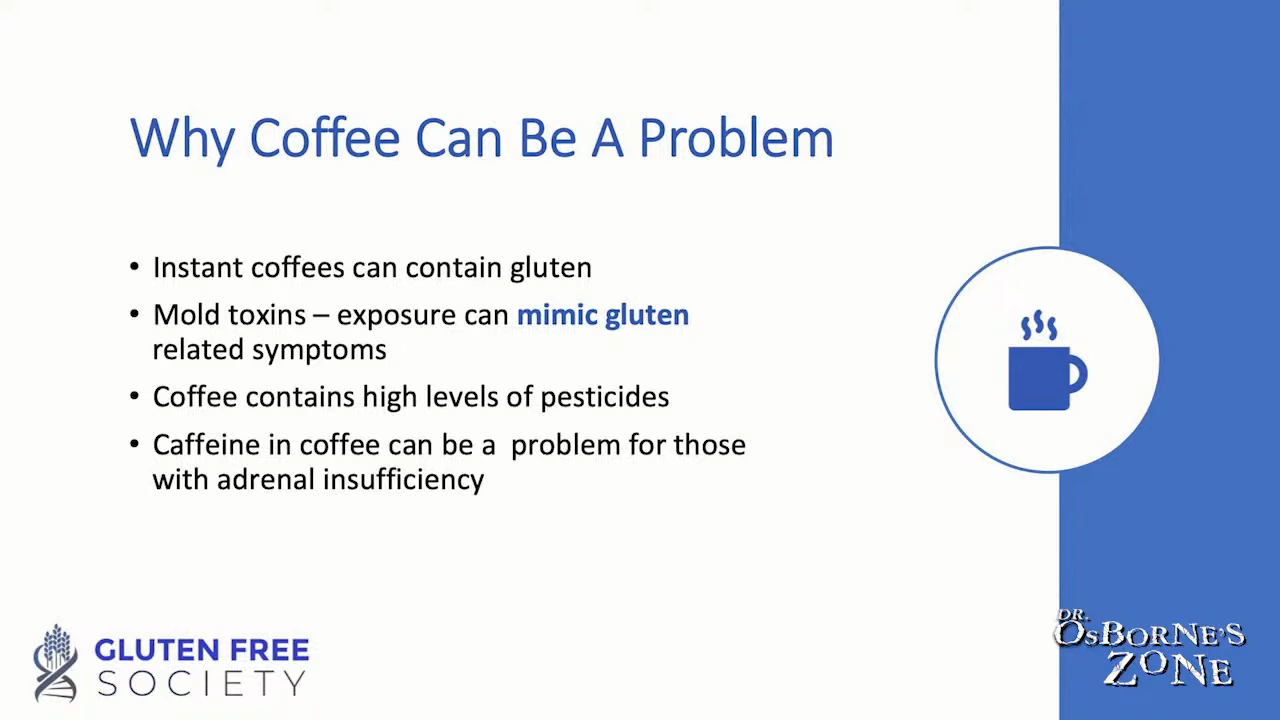 Why Coffee Can Be A Problem
• Instant coffees can contain gluten
• Mold toxins – exposure can mimic gluten
related symptoms
• Coffee contains high levels of pesticides
• Caffeine in coffee can be a  problem for those
with adrenal insufficiency
GLUTEN FREE
SOCIETY
DR.
OSBORNE'S
ZONE